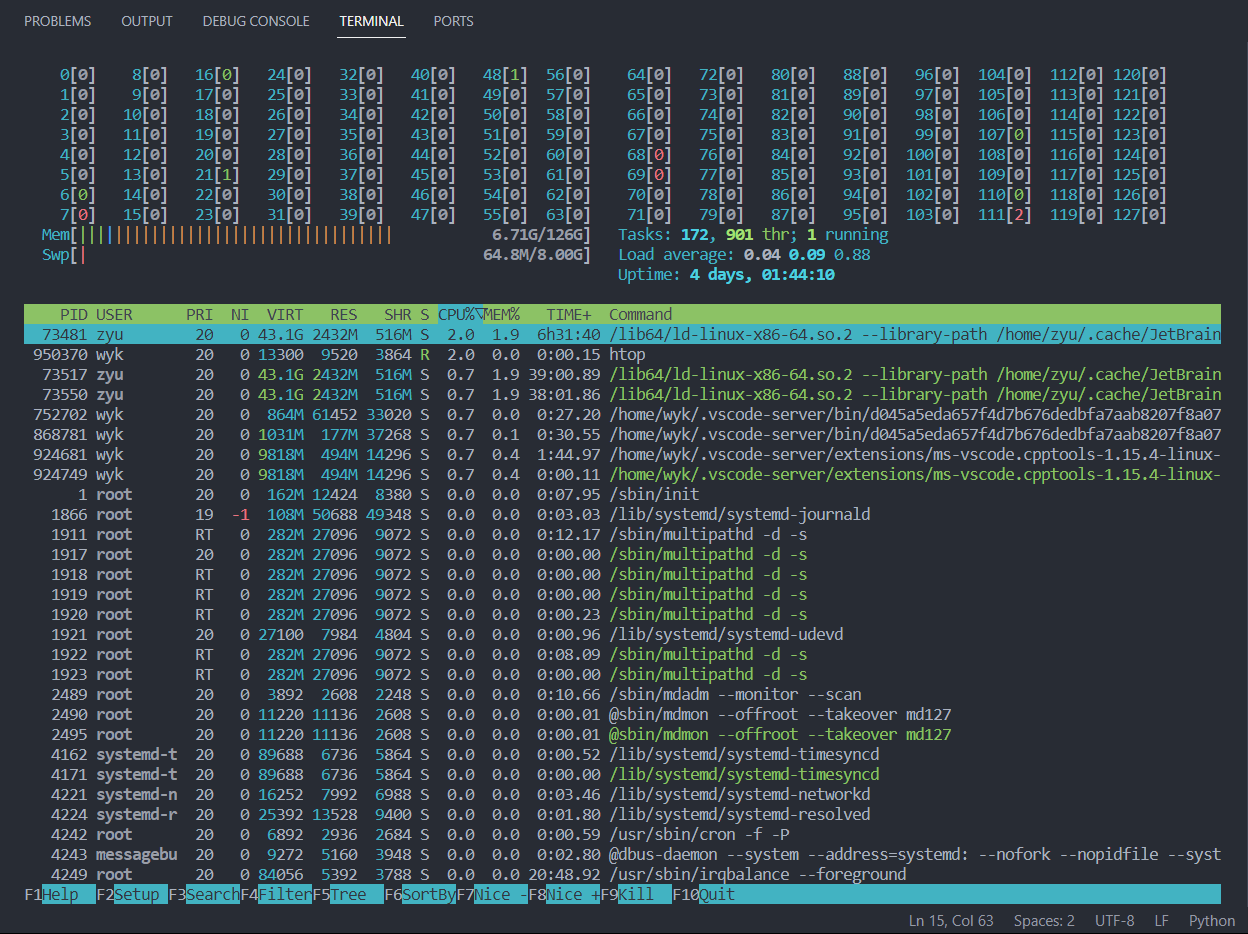 PROBLEMS OUTPUT DEBUG CONSOLE TERMINAL PORTS
0[0] 8[0] 16[0] 24[0] 32[0] 40[0] 48[1] 56[0] 64[0] 72[0] 80[0] 88[0] 96[0] 104[0] 112[0] 120[0]
1[0] 9[0] 17[0] 25[0] 33[0] 41[0] 49[0] 57[0] 65[0] 73[0] 81[0] 89[0] 97[0] 105[0] 113[0] 121[0]
2[0] 10[0] 18[0] 26[0] 34[0] 42[0] 50[0] 58[0] 66[0] 74[0] 82[0] 90[0] 98[0] 106[0] 114[0] 122[0]
3[0] 11[0] 19[0] 27[0] 35[0] 43[0] 51[0] 59[0] 67[0] 75[0] 83[0] 91[0] 99[0] 107[0] 115[0] 123[0]
4[0] 12[0] 20[0] 28[0] 36[0] 44[0] 52[0] 60[0] 68[0] 76[0] 84[0] 92[0] 100[0] 108[0] 116[0] 124[0]
5[0] 13[0] 21[1] 29[0] 37[0] 45[0] 53[0] 61[0] 69[0] 77[0] 85[0] 93[0] 101[0] 109[0] 117[0] 125[0]
6[0] 14[0] 22[0] 30[0] 38[0] 46[0] 54[0] 62[0] 70[0] 78[0] 86[0] 94[0] 102[0] 110[0] 118[0] 126[0]
7[0] 15[0] 23[0] 31[0] 39[0] 47[0] 55[0] 63[0] 71[0] 79[0] 87[0] 95[0] 103[0] 111[2] 119[0] 127[0]
Mem[||||||||||||||||||||||||||||||||||| 6.71G/126G] Tasks: 172, 901 thr; 1 running
Swp[| 64.8M/8.00G] Load average: 0.04 0.09 0.88
Uptime: 4 days, 01:44:10
PID USER PRI NI VIRT RES SHR S CPU%▽MEM% TIME+ Command
73481 zyu 20 0 43.1G 2432M 516M S 2.0 1.9 6h31:40 /lib64/ld-linux-x86-64.so.2 --library-path /home/zyu/.cache/JetBrain
950370 wyk 20 0 13300 9520 3864 R 2.0 0.0 0:00.15 htop
73517 zyu 20 0 43.1G 2432M 516M S 0.7 1.9 39:00.89 /lib64/ld-linux-x86-64.so.2 --library-path /home/zyu/.cache/JetBrain
73550 zyu 20 0 43.1G 2432M 516M S 0.7 1.9 38:01.86 /lib64/ld-linux-x86-64.so.2 --library-path /home/zyu/.cache/JetBrain
752702 wyk 20 0 864M 61452 33020 S 0.7 0.0 0:27.20 /home/wyk/.vscode-server/bin/d045a5eda657f4d7b676dedbfa7aab8207f8a07
868781 wyk 20 0 1031M 177M 37268 S 0.7 0.1 0:30.55 /home/wyk/.vscode-server/bin/d045a5eda657f4d7b676dedbfa7aab8207f8a07
924681 wyk 20 0 9818M 494M 14296 S 0.7 0.4 1:44.97 /home/wyk/.vscode-server/extensions/ms-vscode.cpptools-1.15.4-linux-
924749 wyk 20 0 9818M 494M 14296 S 0.7 0.4 0:00.11 /home/wyk/.vscode-server/extensions/ms-vscode.cpptools-1.15.4-linux-
1 root 20 0 162M 12424 8380 S 0.0 0.0 0:07.95 /sbin/init
1866 root 19 -1 108M 50688 49348 S 0.0 0.0 0:03.03 /lib/systemd/systemd-journald
1911 root RT 0 282M 27096 9072 S 0.0 0.0 0:12.17 /sbin/multipathd -d -s
1917 root 20 0 282M 27096 9072 S 0.0 0.0 0:00.00 /sbin/multipathd -d -s
1918 root RT 0 282M 27096 9072 S 0.0 0.0 0:00.00 /sbin/multipathd -d -s
1919 root RT 0 282M 27096 9072 S 0.0 0.0 0:00.00 /sbin/multipathd -d -s
1920 root RT 0 282M 27096 9072 S 0.0 0.0 0:00.23 /sbin/multipathd -d -s
1921 root 20 0 27100 7984 4804 S 0.0 0.0 0:00.96 /lib/systemd/systemd-udevd
1922 root RT 0 282M 27096 9072 S 0.0 0.0 0:08.09 /sbin/multipathd -d -s
1923 root RT 0 282M 27096 9072 S 0.0 0.0 0:00.00 /sbin/multipathd -d -s
2489 root 20 0 3892 2608 2248 S 0.0 0.0 0:10.66 /sbin/mdadm --monitor --scan
2490 root 20 0 11220 11136 2608 S 0.0 0.0 0:00.01 @sbin/mdmon --offroot --takeover md127
2495 root 20 0 11220 11136 2608 S 0.0 0.0 0:00.01 @sbin/mdmon --offroot --takeover md127
4162 systemd-t 20 0 89688 6736 5864 S 0.0 0.0 0:00.52 /lib/systemd/systemd-timesyncd
4171 systemd-t 20 0 89688 6736 5864 S 0.0 0.0 0:00.00 /lib/systemd/systemd-timesyncd
4221 systemd-n 20 0 16252 7992 6988 S 0.0 0.0 0:03.46 /lib/systemd/systemd-networkd
4224 systemd-r 20 0 25392 13528 9400 S 0.0 0.0 0:01.80 /lib/systemd/systemd-resolved
4242 root 20 0 6892 2936 2684 S 0.0 0.0 0:00.59 /usr/sbin/cron -f -P
4243 messagebu 20 0 9272 5160 3948 S 0.0 0.0 0:02.80 @dbus-daemon --system --address=systemd: --nofork --nopidfile --syst
4249 root 20 0 84056 5392 3788 S 0.0 0.0 20:48.92 /usr/sbin/irqbalance --foreground
F1Help F2Setup F3SearchF4FilterF5Tree F6SortByF7Nice -F8Nice +F9Kill F10Quit
Ln 15, Col 63 Spaces: 2 UTF-8 LF Python